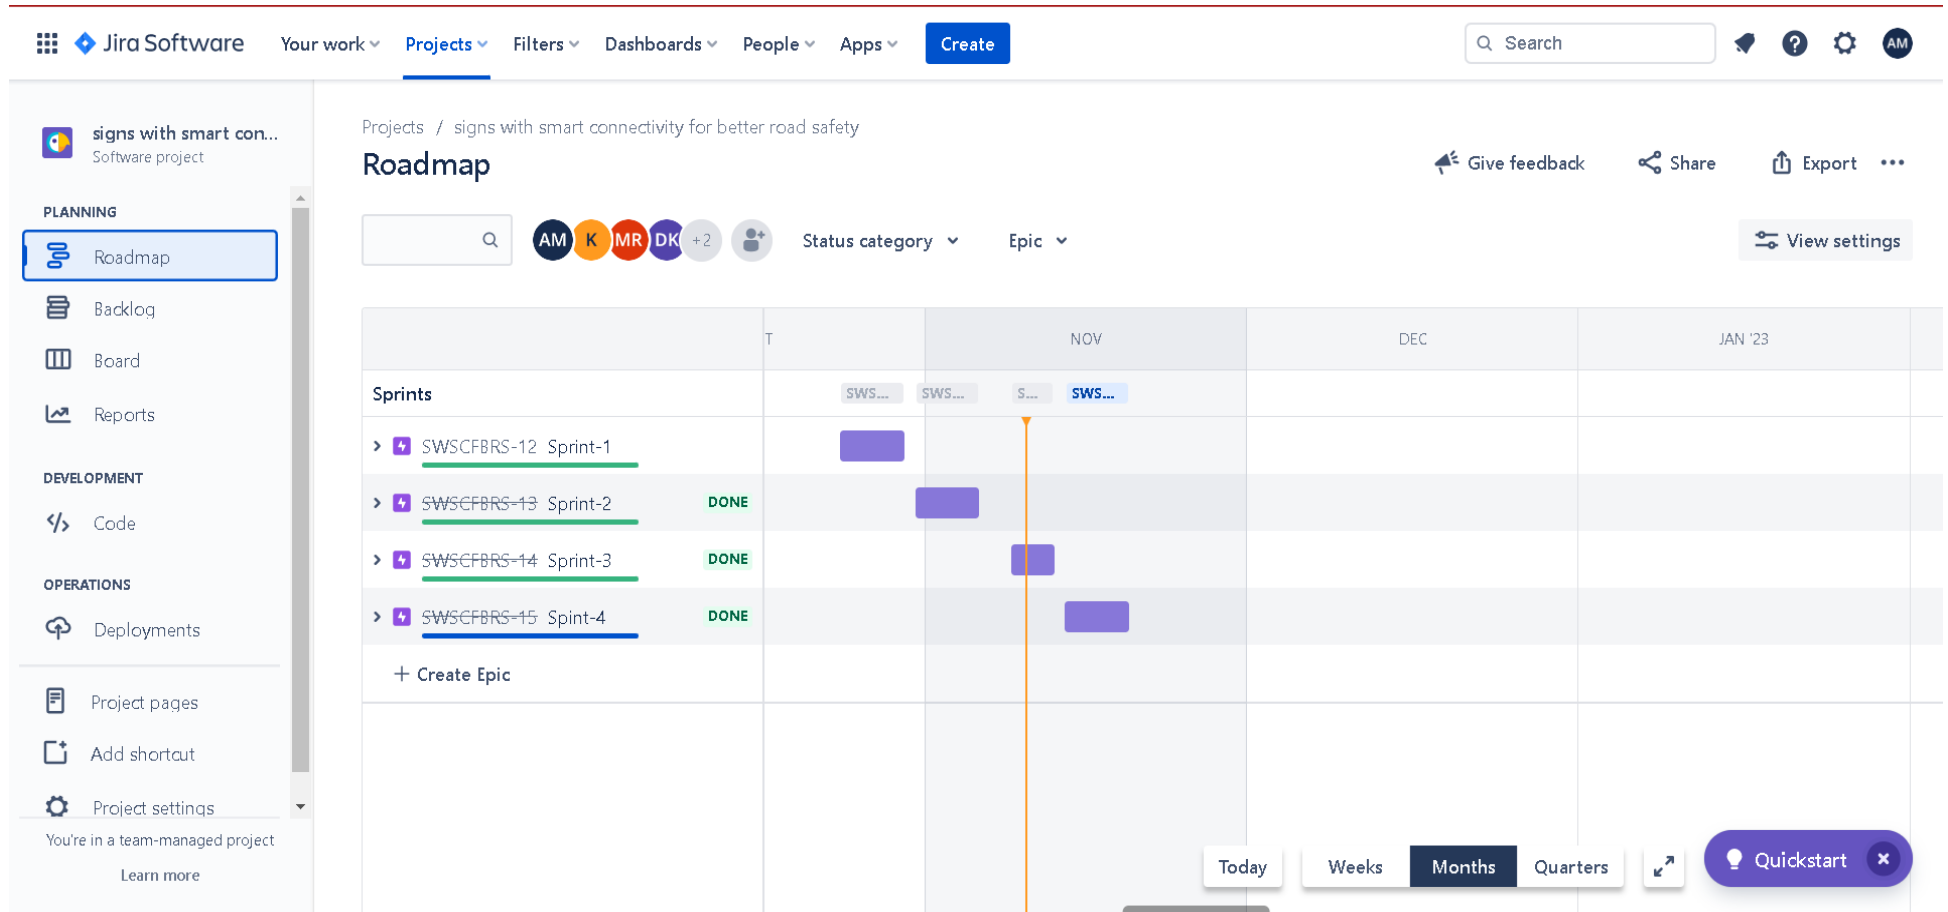 Jira Software Your work Projects Filters Dashboards People Apps Create Search AM
signs with smart con...
Software project
PLANNING
Roadmap
Backlog
Board
Reports
DEVELOPMENT
Code
OPERATIONS
Deployments
Project pages
Add shortcut
Project settings
You're in a team-managed project
Learn more
Projects / signs with smart connectivity for better road safety
Roadmap
Give feedback Share Export
AM K MR DK +2 Status category Epic View settings
T NOV DEC JAN '23
Sprints SWS... SWS... S... SWS...
SWSCFBRS-12 Sprint-1
SWSCFBRS-13 Sprint-2 DONE
SWSCFBRS-14 Sprint-3 DONE
SWSCFBRS-15 Spint-4 DONE
+ Create Epic
Today Weeks Months Quarters Quickstart